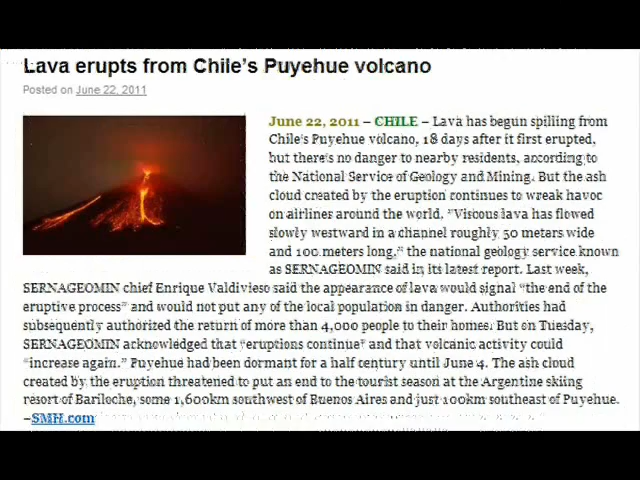 Lava erupts from Chile's Puyehue volcano
Posted on June 22, 2011
June 22, 2011 – CHILE – Lava has begun spilling from
Chile's Puyehue volcano, 18 days after it first erupted,
but there's no danger to nearby residents, according to
the National Service of Geology and Mining. But the ash
cloud created by the eruption continues to wreak havoc
on airlines around the world. "Viscous lava has flowed
slowly westward in a channel roughly 50 meters wide
and 100 meters long," the national geology service known
as SERNAGEOMIN said in its latest report. Last week,
SERNAGEOMIN chief Enrique Valdivieso said the appearance of lava would signal "the end of the
eruptive process" and would not put any of the local population in danger. Authorities had
subsequently authorized the return of more than 4,000 people to their homes. But on Tuesday,
SERNAGEOMIN acknowledged that "eruptions continue" and that volcanic activity could
"increase again." Puyehue had been dormant for a half century until June 4. The ash cloud
created by the eruption threatened to put an end to the tourist season at the Argentine skiing
resort of Bariloche, some 1,600km southwest of Buenos Aires and just 100km southeast of Puyehue.
–SMH.com